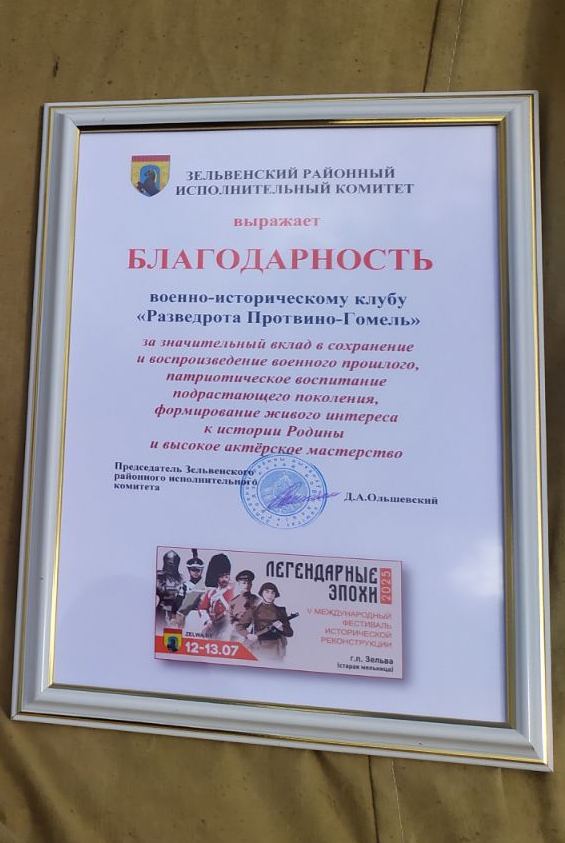 ЗЕЛЬВЕНСКИЙ РАЙОННЫЙ
ИСПОЛНИТЕЛЬНЫЙ КОМИТЕТ
выражает
БЛАГОДАРНОСТЬ
военно-историческому клубу
«Разведрота Протвино-Гомель»
за значительный вклад в сохранение
и воспроизведение военного прошлого,
патриотическое воспитание
подрастающего поколения,
формирование живого интереса
к истории Родины
и высокое актёрское мастерство
Председатель Зельвенского
районного исполнительного
комитета
Д.А.Ольшевский
ЛЕГЕНДАРНЫЕ
ЭПОХИ
2025
V МЕЖДУНАРОДНЫЙ
ФЕСТИВАЛЬ
ИСТОРИЧЕСКОЙ
РЕКОНСТРУКЦИИ
ZELWA.BY
12-13.07
г.п. Зельва
(старая мельница)